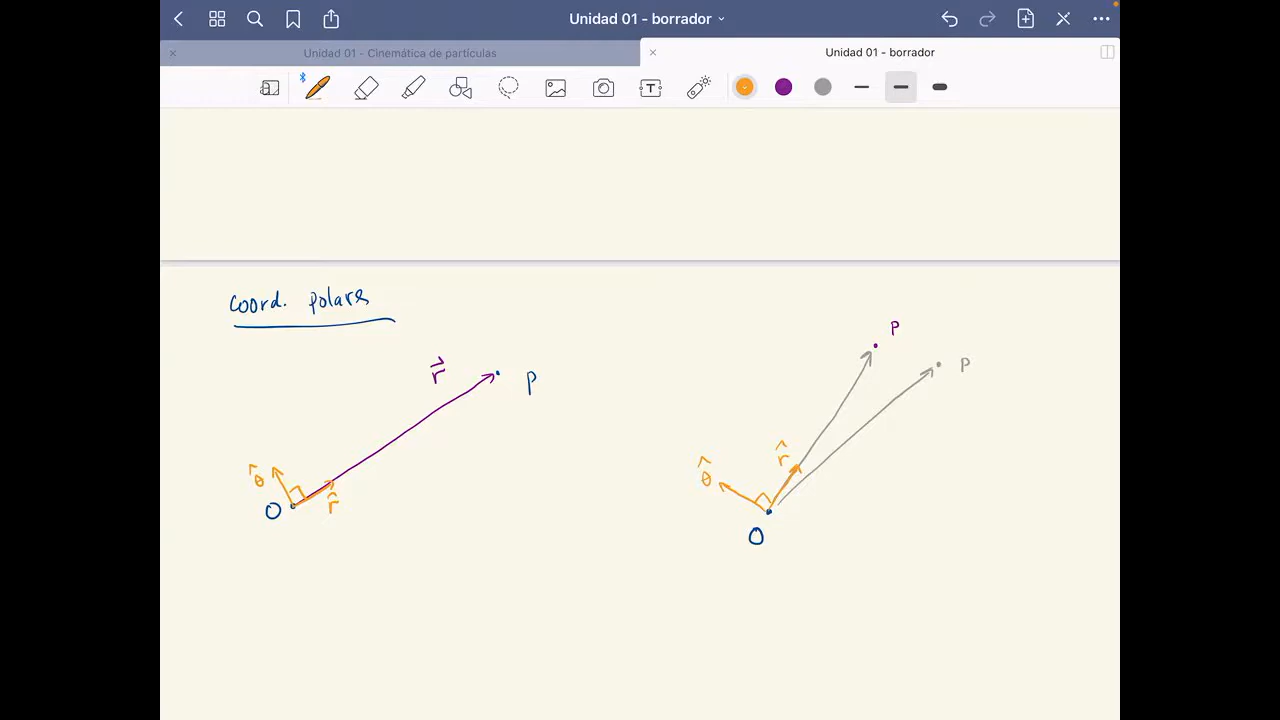 Unidad 01 - borrador
Unidad 01 - Cinemática de partículas
Unidad 01 - borrador
T
Coord. polares
P
r⃗
P
P
θ̂
r̂
O
r̂
θ̂
O